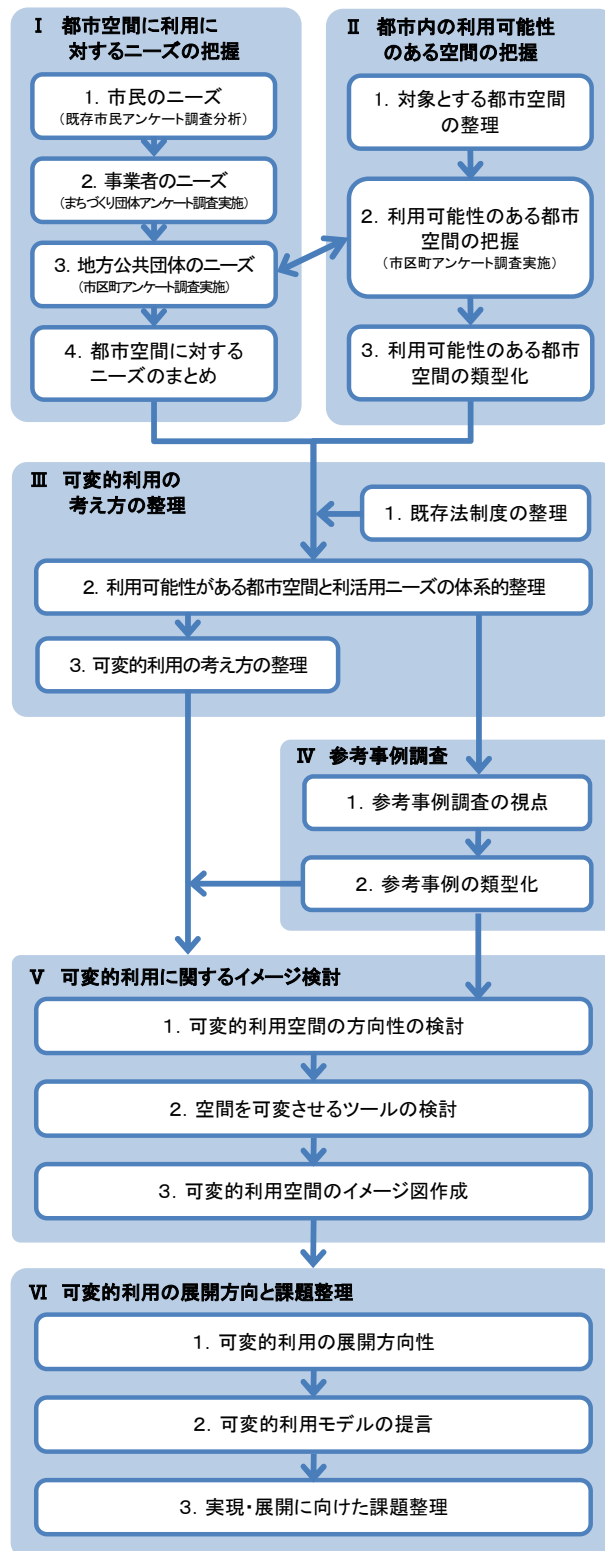 Ⅰ 都市空間に利用に
対するニーズの把握
1. 市民のニーズ
(既存市民アンケート調査分析)
2. 事業者のニーズ
(まちづくり団体アンケート調査実施)
3. 地方公共団体のニーズ
(市区町アンケート調査実施)
4. 都市空間に対する
ニーズのまとめ
Ⅱ 都市内の利用可能性
のある空間の把握
1. 対象とする都市空間
の整理
2. 利用可能性のある都市
空間の把握
(市区町アンケート調査実施)
3. 利用可能性のある都市
空間の類型化
Ⅲ 可変的利用の
考え方の整理
1. 既存法制度の整理
2. 利用可能性がある都市空間と利活用ニーズの体系的整理
3. 可変的利用の考え方の整理
Ⅳ 参考事例調査
1. 参考事例調査の視点
2. 参考事例の類型化
Ⅴ 可変的利用に関するイメージ検討
1. 可変的利用空間の方向性の検討
2. 空間を可変させるツールの検討
3. 可変的利用空間のイメージ図作成
Ⅵ 可変的利用の展開方向と課題整理
1. 可変的利用の展開方向性
2. 可変的利用モデルの提言
3. 実現・展開に向けた課題整理